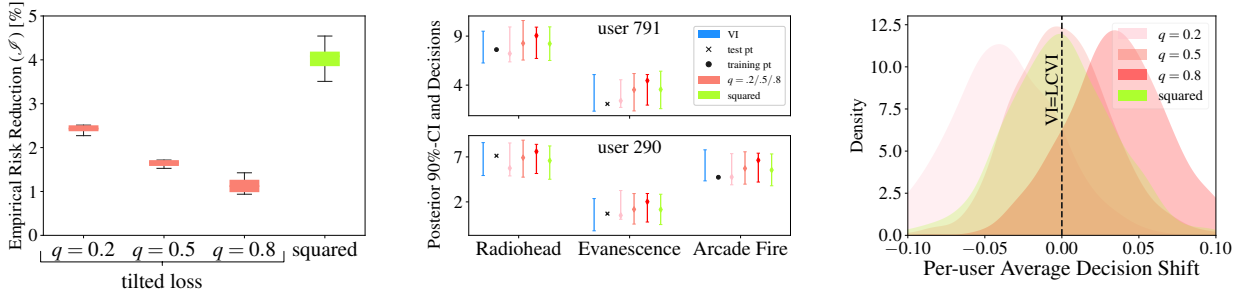 Empirical Risk Reduction (ℐ) [%]
5
4
3
2
1
0
q = 0.2
q = 0.5
q = 0.8
squared
tilted loss
Posterior 90%-CI and Decisions
9
4
user 791
VI
test pt
training pt
q = .2/.5/.8
squared
7
2
user 290
Radiohead
Evanescence
Arcade Fire
Density
12.5
10.0
7.5
5.0
2.5
0.0
VI=LCVI
q = 0.2
q = 0.5
q = 0.8
squared
−0.10
−0.05
0.00
0.05
0.10
Per-user Average Decision Shift